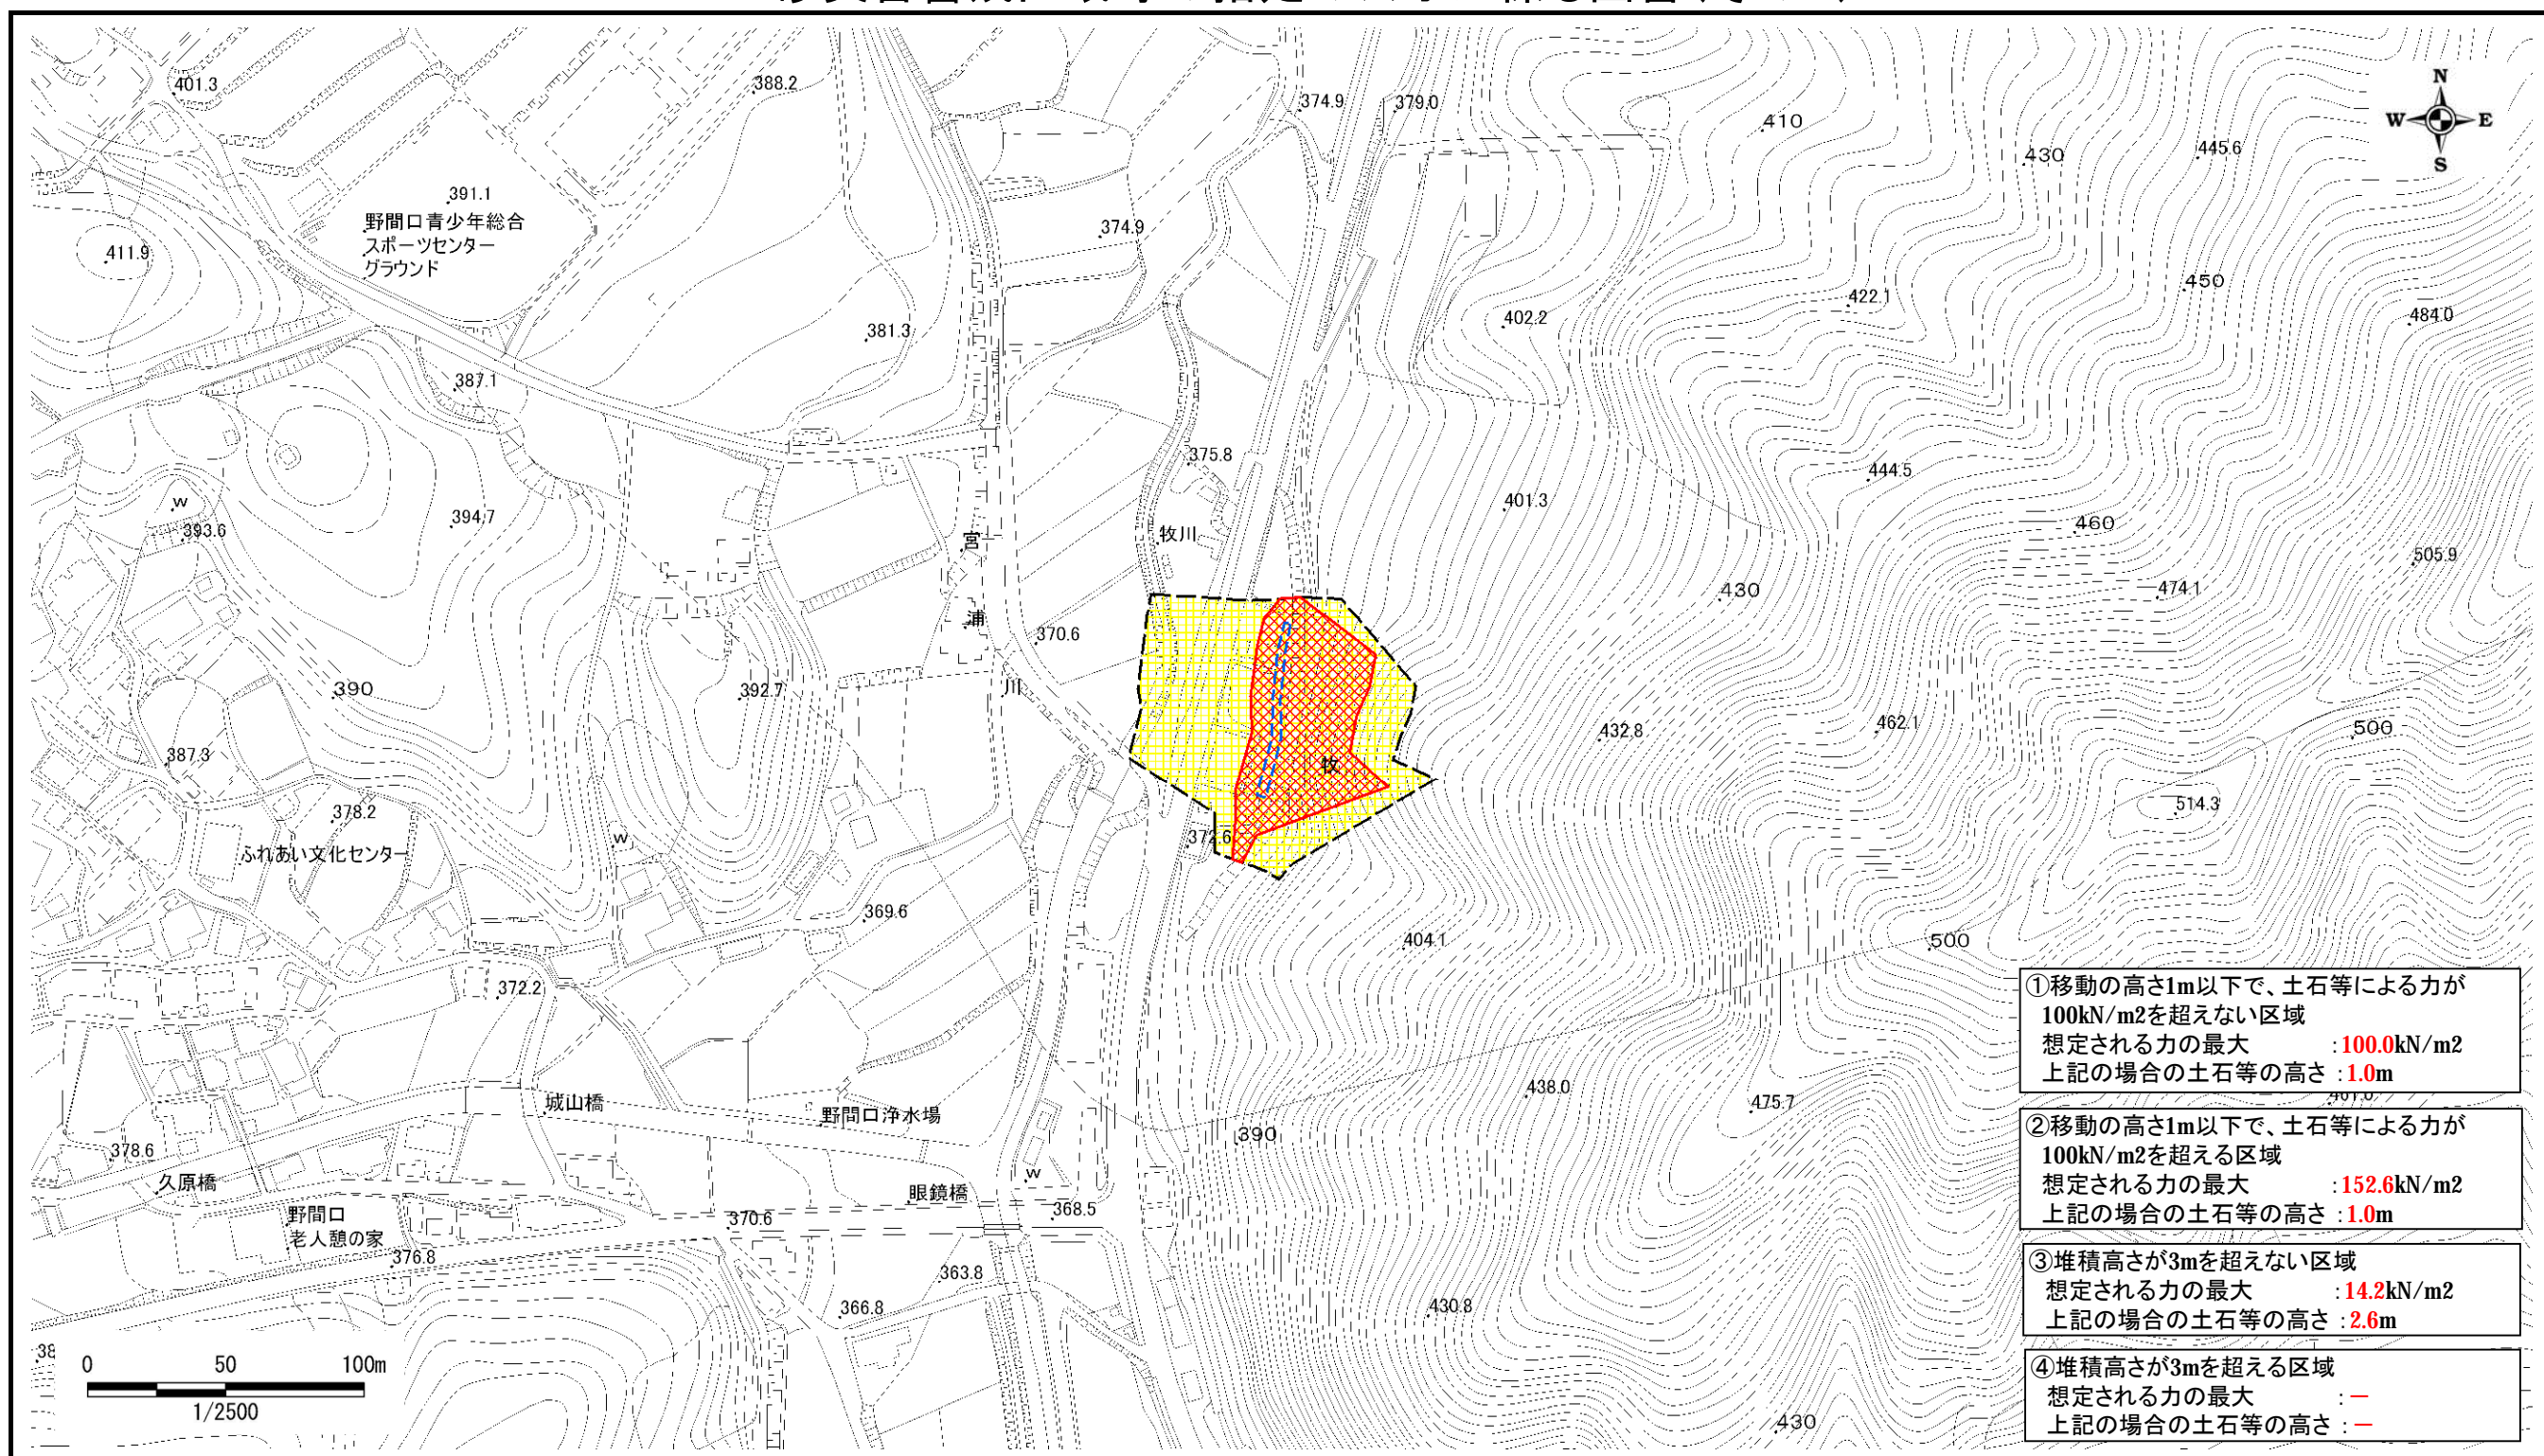 401.3
388.2
374.9
379.0
410
430
445.6
N
W
E
S
391.1
野間口青少年総合
スポーツセンター
グラウンド
411.9
374.9
381.3
402.2
422.1
450
484.0
387.1
375.8
444.5
401.3
w
393.6
394.7
宮
牧川
460
505.9
474.1
430
浦
370.6
390
392.7
川
432.8
462.1
500
387.3
牧
378.2
514.3
w
372.6
ふれあい文化センター
369.6
404.1
500
372.2
①移動の高さ1m以下で、土石等による力が
100kN/m2を超えない区域
想定される力の最大 :100.0kN/m2
上記の場合の土石等の高さ :1.0m
438.0
475.7
城山橋
野間口浄水場
390
378.6
②移動の高さ1m以下で、土石等による力が
100kN/m2を超える区域
想定される力の最大 :152.6kN/m2
上記の場合の土石等の高さ :1.0m
久原橋
w
眼鏡橋
368.5
野間口
老人憩の家
370.6
376.8
363.8
③堆積高さが3mを超えない区域
想定される力の最大 :14.2kN/m2
上記の場合の土石等の高さ :2.6m
366.8
430.8
38
0 50 100m
1/2500
④堆積高さが3mを超える区域
想定される力の最大 :－
上記の場合の土石等の高さ :－
430